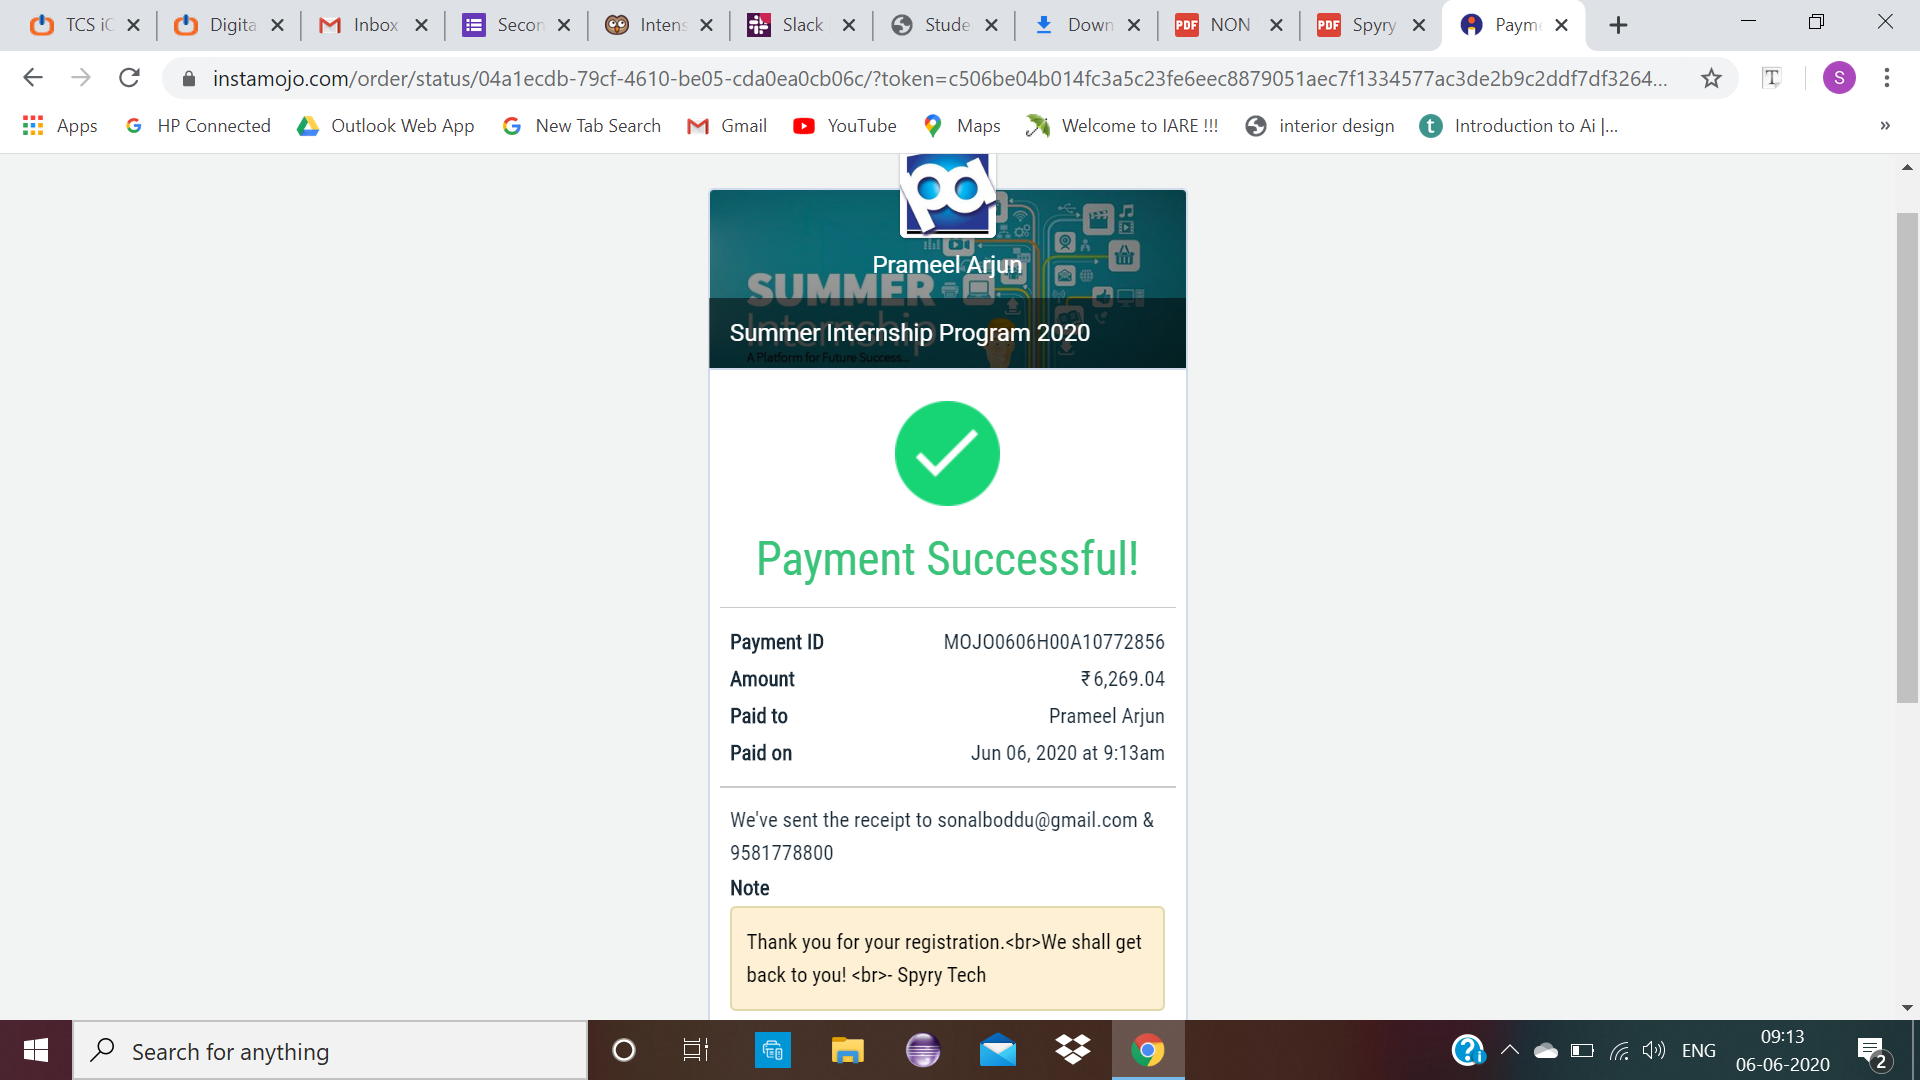 TCS iC
Digita
Inbox
Secon
Intens
Slack
Stude
Down
PDF NON
PDF Spyry
Payme
instamojo.com/order/status/04a1ecdb-79cf-4610-be05-cda0ea0cb06c/?token=c506be04b014fc3a5c23fe6eec8879051aec7f1334577ac3de2b9c2ddf7df3264...
S
Apps
HP Connected
Outlook Web App
New Tab Search
Gmail
YouTube
Maps
Welcome to IARE !!!
interior design
t Introduction to Ai |...
»
pa
Prameel Arjun
SUMMER
Internship
Summer Internship Program 2020
A Platform for Future Success...
Payment Successful!
Payment ID MOJO0606H00A10772856
Amount ₹6,269.04
Paid to Prameel Arjun
Paid on Jun 06, 2020 at 9:13am
We've sent the receipt to sonalboddu@gmail.com &
9581778800
Note
Thank you for your registration.<br>We shall get
back to you! <br>- Spyry Tech
Search for anything
ENG
09:13
06-06-2020
2